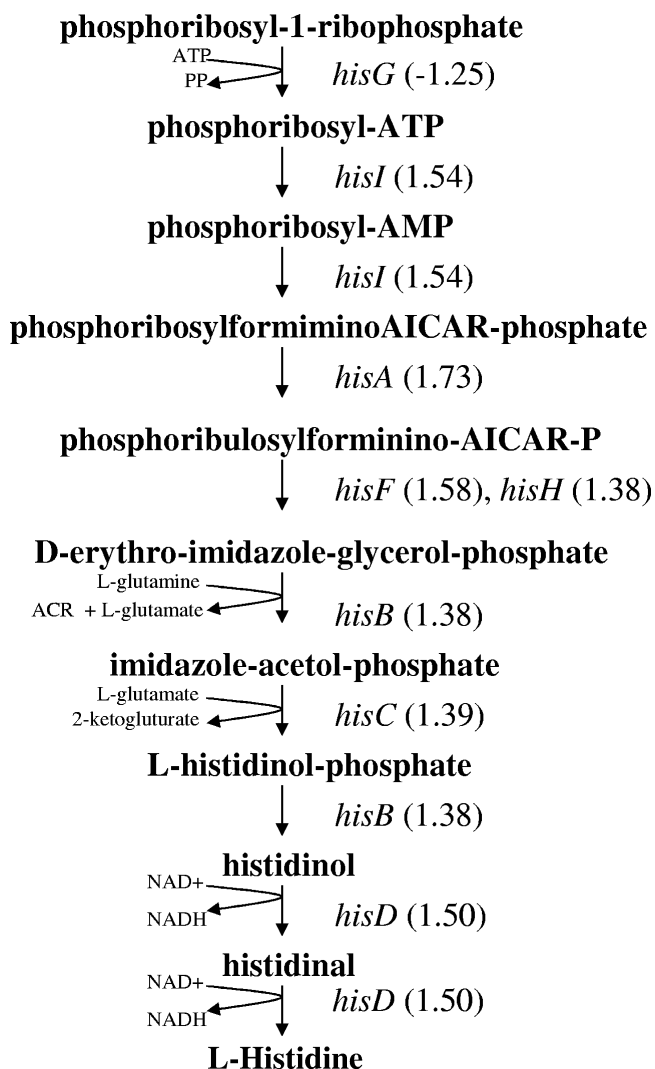 phosphoribosyl-1-ribophosphate
ATP
PP
hisG (-1.25)
phosphoribosyl-ATP
hisI (1.54)
phosphoribosyl-AMP
hisI (1.54)
phosphoribosylformiminoAICAR-phosphate
hisA (1.73)
phosphoribulosylforminino-AICAR-P
hisF (1.58), hisH (1.38)
D-erythro-imidazole-glycerol-phosphate
L-glutamine
ACR + L-glutamate
hisB (1.38)
imidazole-acetol-phosphate
L-glutamate
2-ketogluturate
hisC (1.39)
L-histidinol-phosphate
hisB (1.38)
histidinol
NAD+
NADH
hisD (1.50)
histidinal
NAD+
NADH
hisD (1.50)
L-Histidine